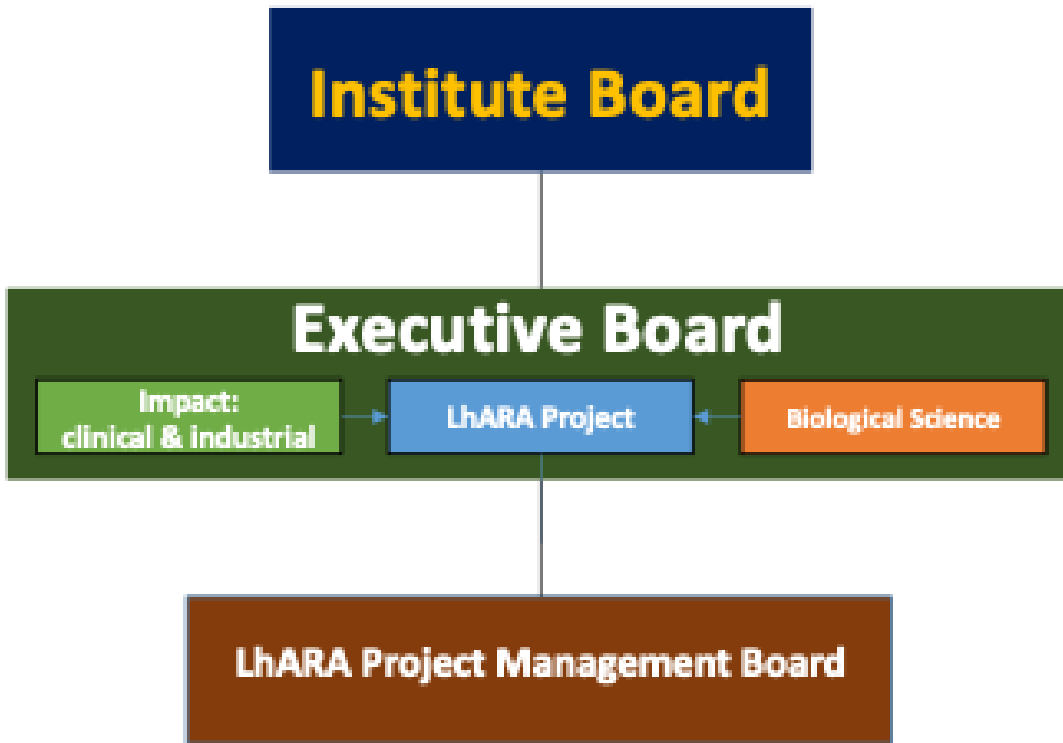 Institute Board
Executive Board
Impact:
clinical & industrial
LhARA Project
Biological Science
LhARA Project Management Board